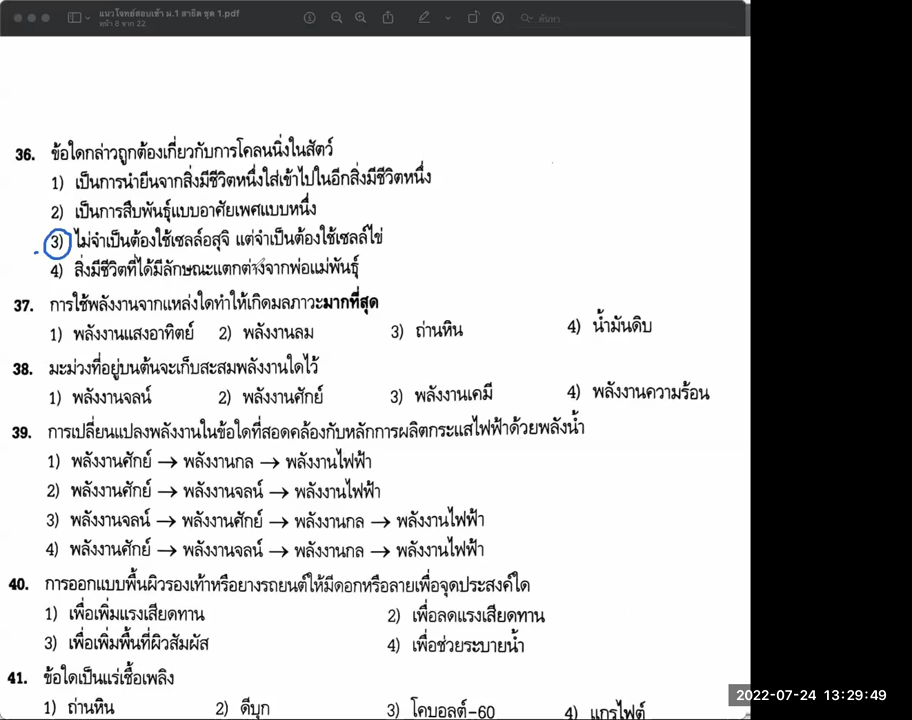 แนวโจทย์สอบเข้า ม.1 สาธิต ชุด 1.pdf
หน้า 8 จาก 22
ค้นหา
36. ข้อใดกล่าวถูกต้องเกี่ยวกับการโคลนนิ่งในสัตว์
1) เป็นการนำยีนจากสิ่งมีชีวิตหนึ่งใส่เข้าไปในอีกสิ่งมีชีวิตหนึ่ง
2) เป็นการสืบพันธุ์แบบอาศัยเพศแบบหนึ่ง
3) ไม่จำเป็นต้องใช้เซลล์อสุจิ แต่จำเป็นต้องใช้เซลล์ไข่
4) สิ่งมีชีวิตที่ได้มีลักษณะแตกต่างจากพ่อแม่พันธุ์
37. การใช้พลังงานจากแหล่งใดทำให้เกิดมลภาวะมากที่สุด
1) พลังงานแสงอาทิตย์ 2) พลังงานลม 3) ถ่านหิน 4) น้ำมันดิบ
38. มะม่วงที่อยู่บนต้นจะเก็บสะสมพลังงานใดไว้
1) พลังงานจลน์ 2) พลังงานศักย์ 3) พลังงานเคมี 4) พลังงานความร้อน
39. การเปลี่ยนแปลงพลังงานในข้อใดที่สอดคล้องกับหลักการผลิตกระแสไฟฟ้าด้วยพลังน้ำ
1) พลังงานศักย์ → พลังงานกล → พลังงานไฟฟ้า
2) พลังงานศักย์ → พลังงานจลน์ → พลังงานไฟฟ้า
3) พลังงานจลน์ → พลังงานศักย์ → พลังงานกล → พลังงานไฟฟ้า
4) พลังงานศักย์ → พลังงานจลน์ → พลังงานกล → พลังงานไฟฟ้า
40. การออกแบบพื้นผิวรองเท้าหรือยางรถยนต์ให้มีดอกหรือลายเพื่อจุดประสงค์ใด
1) เพื่อเพิ่มแรงเสียดทาน 2) เพื่อลดแรงเสียดทาน
3) เพื่อเพิ่มพื้นที่ผิวสัมผัส 4) เพื่อช่วยระบายน้ำ
41. ข้อใดเป็นแร่เชื้อเพลิง
1) ถ่านหิน 2) ดีบุก 3) โคบอลต์-60 4) แกรไฟต์
2022-07-24 13:29:49